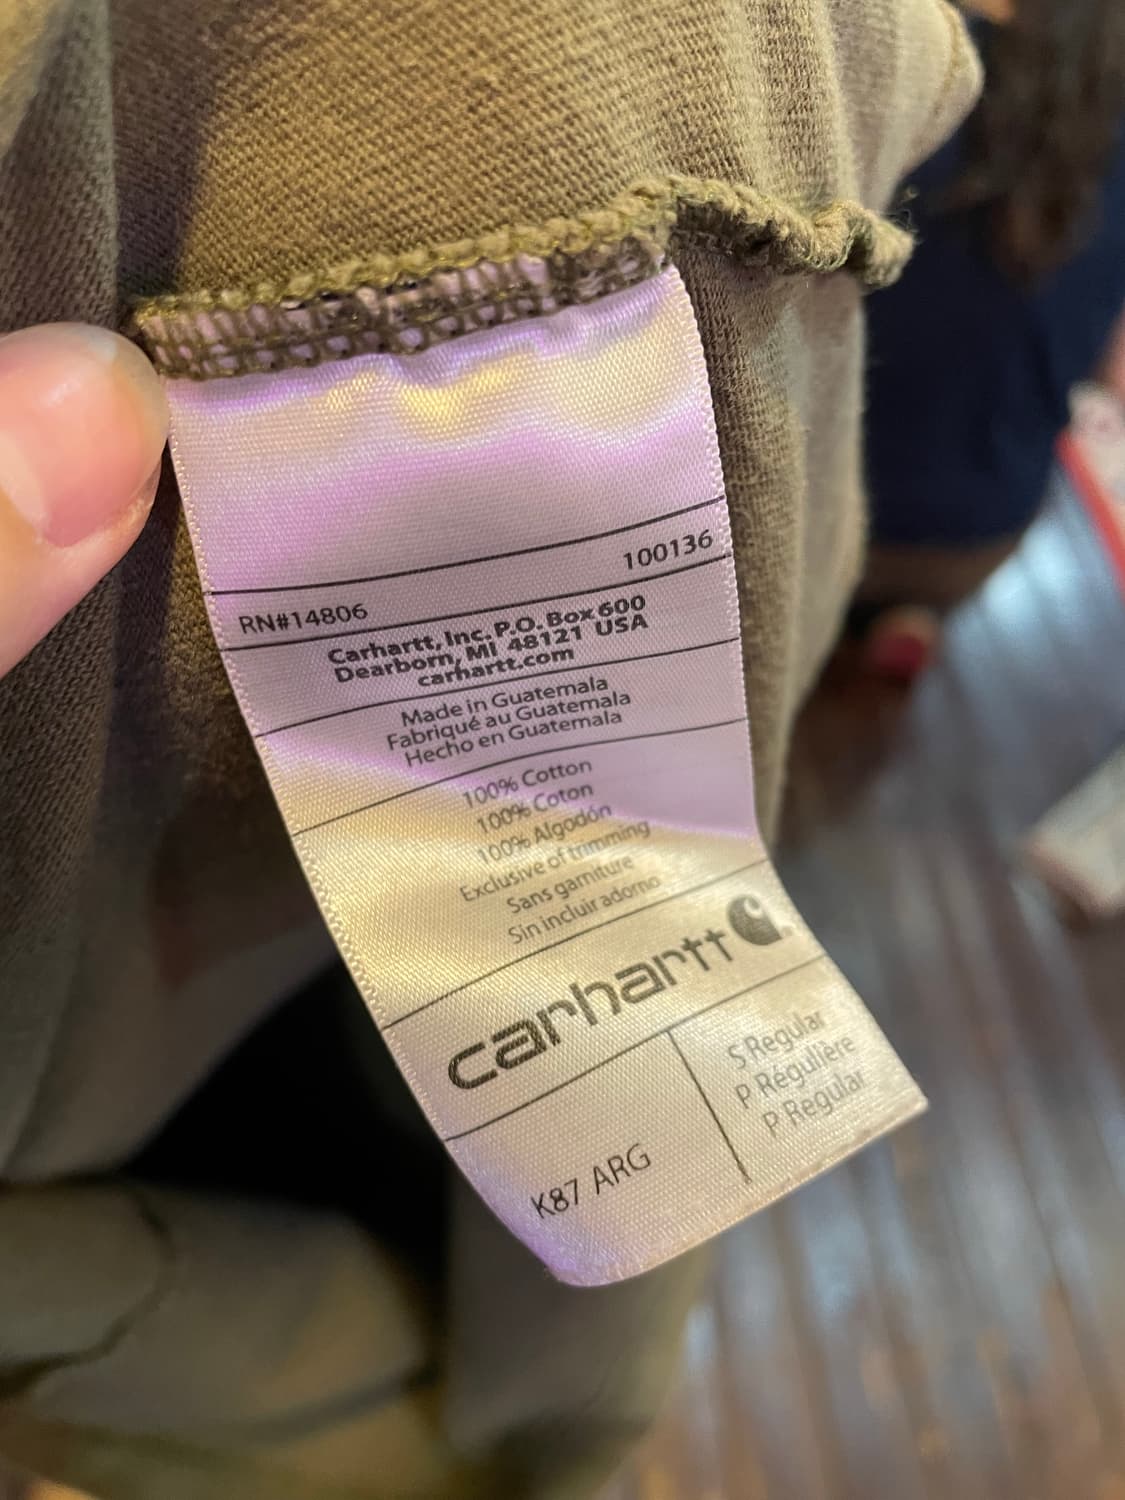 100136
RN#14806
Carhartt, Inc. P.O. Box 600
Dearborn, MI 48121 USA
carhartt.com
Made in Guatemala
Fabriqué au Guatemala
Hecho en Guatemala
100% Cotton
100% Coton
100% Algodón
Exclusive of trimming
Sans garniture
Sin incluir adorno
carhartt
K87 ARG
S Regular
P Régulière
P Regular